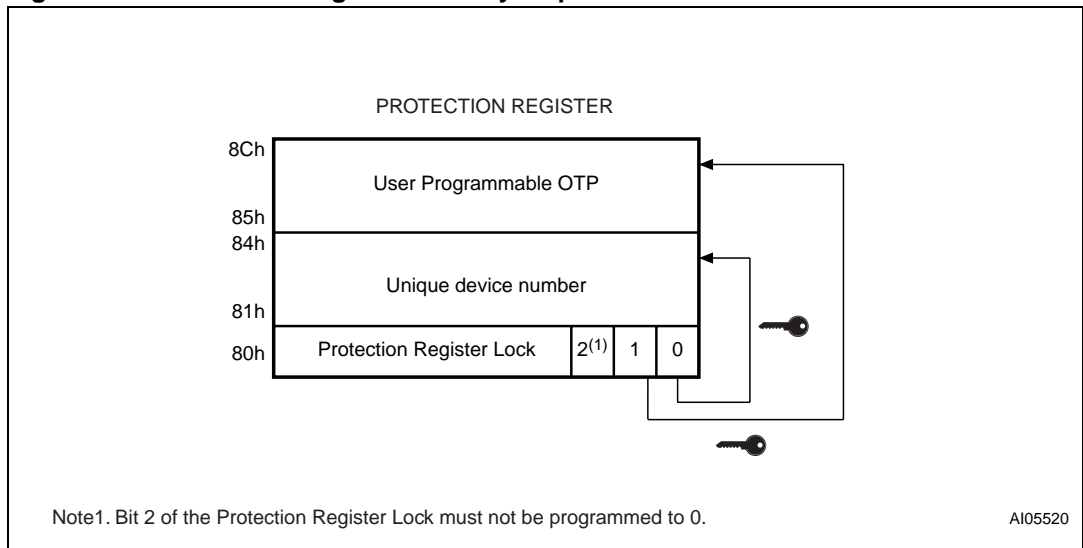 PROTECTION REGISTER
8Ch
User Programmable OTP
85h
84h
Unique device number
81h
80h Protection Register Lock 2(1) 1 0
Note1. Bit 2 of the Protection Register Lock must not be programmed to 0.
AI05520